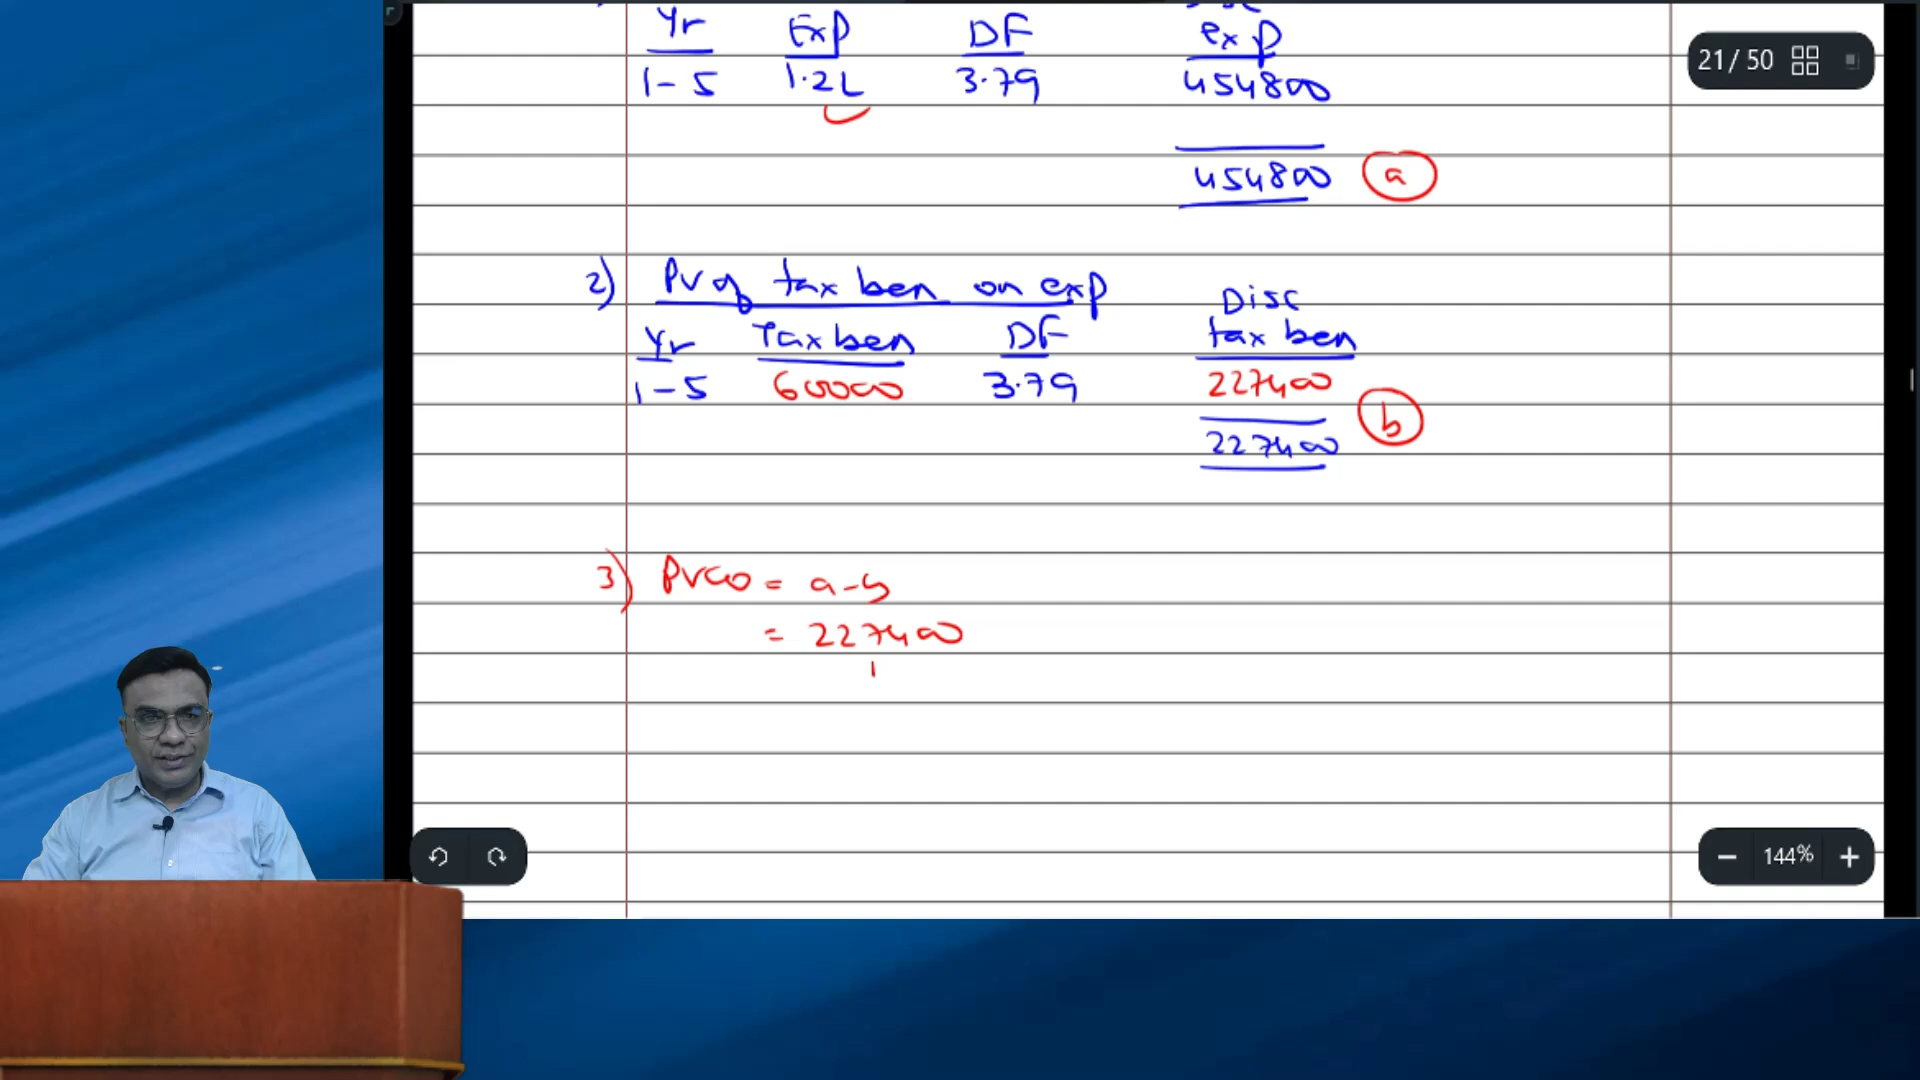 21 / 50
Yr Exp DF exp
1-5 1.2L 3.79 454800
454800 a
2) PV of tax ben on exp
Disc
Yr Tax ben DF tax ben
1-5 60000 3.79 227400
227400 b
3) PVCO = a-b
= 227400
144%